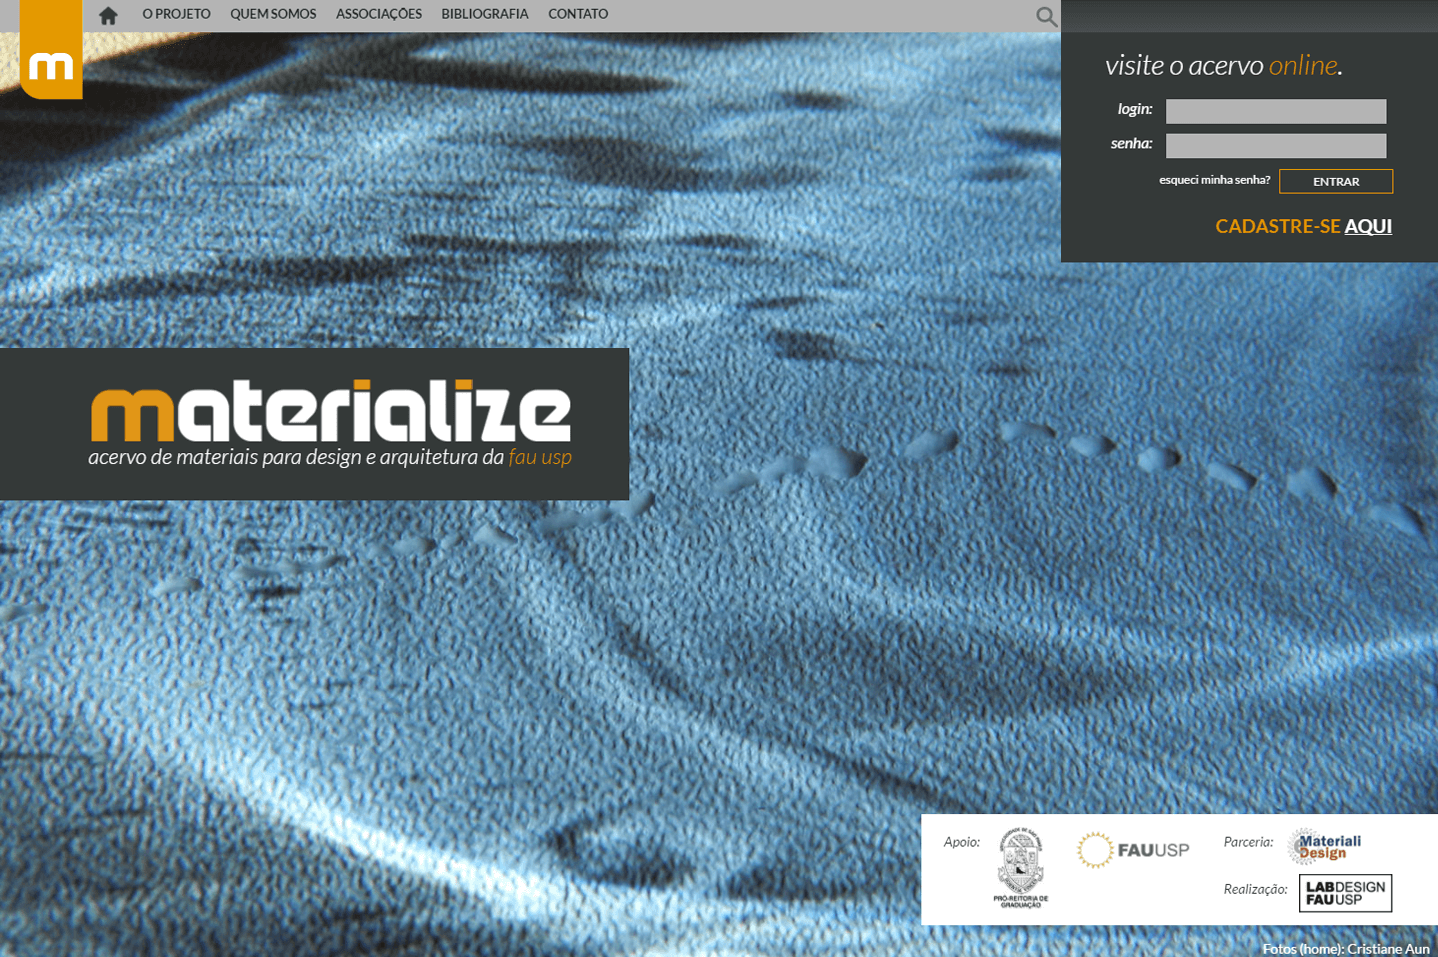 O PROJETO QUEM SOMOS ASSOCIAÇÕES BIBLIOGRAFIA CONTATO
m
visite o acervo online.
login:
senha:
esqueci minha senha? ENTRAR
CADASTRE-SE AQUI
materialize
acervo de materiais para design e arquitetura da fau usp
Apoio:
PRÓ-REITORIA DE
GRADUAÇÃO
FAUUSP
Parceria:
Materiali
Design
Realização:
LABDESIGN
FAUUSP
Fotos (home): Cristiane Aun